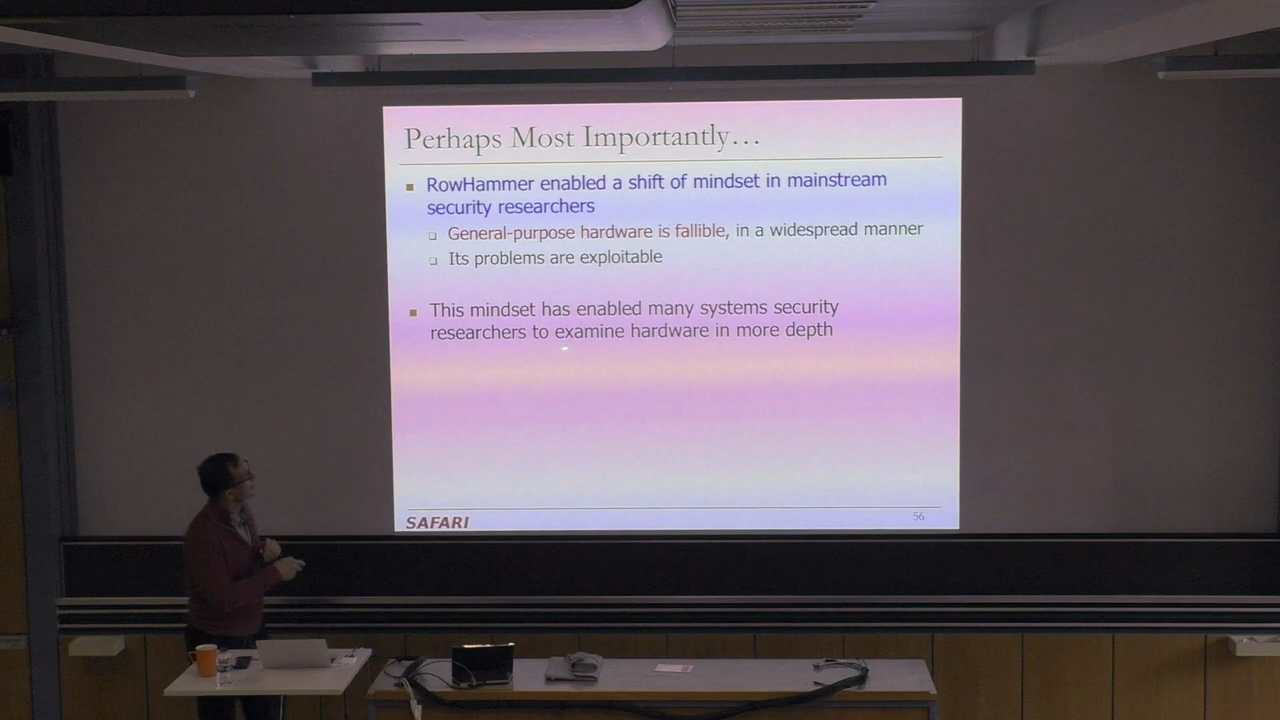 Perhaps Most Importantly…
RowHammer enabled a shift of mindset in mainstream
security researchers
General-purpose hardware is fallible, in a widespread manner
Its problems are exploitable
This mindset has enabled many systems security
researchers to examine hardware in more depth
SAFARI
56